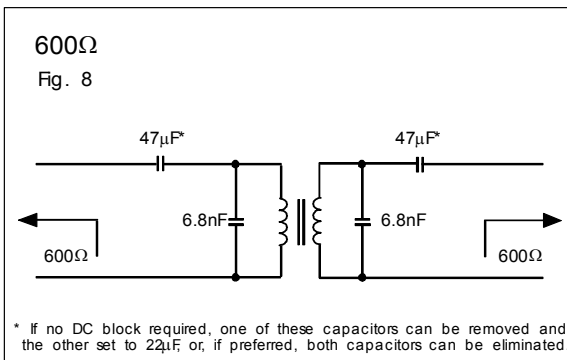 600Ω
Fig. 8
47µF*
47µF*
6.8nF
6.8nF
600Ω
600Ω
* If no DC block required, one of these capacitors can be removed and
the other set to 22µF, or, if preferred, both capacitors can be eliminated.